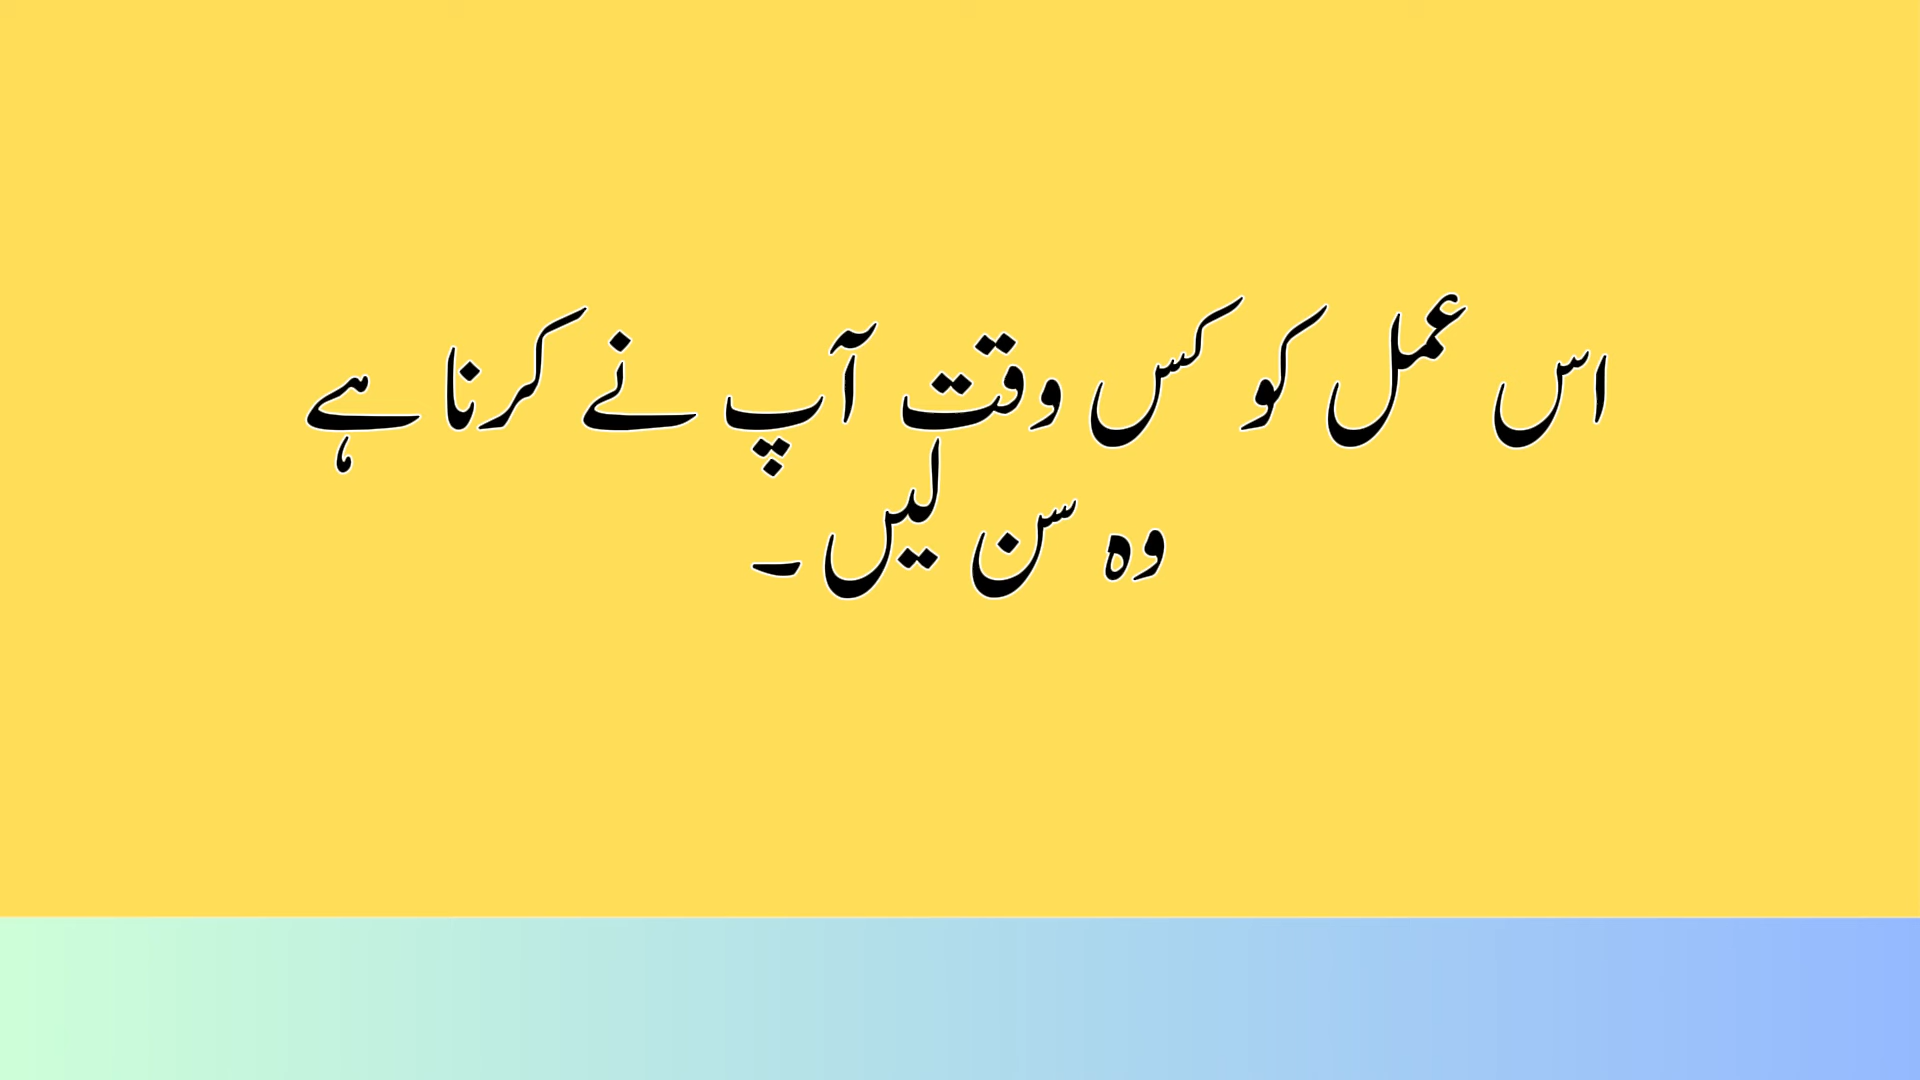 اس عمل کو کس وقت آپ نے کرنا ہے
وہ سن لیں ۔